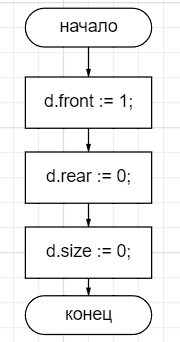 начало
d.front := 1;
d.rear := 0;
d.size := 0;
конец